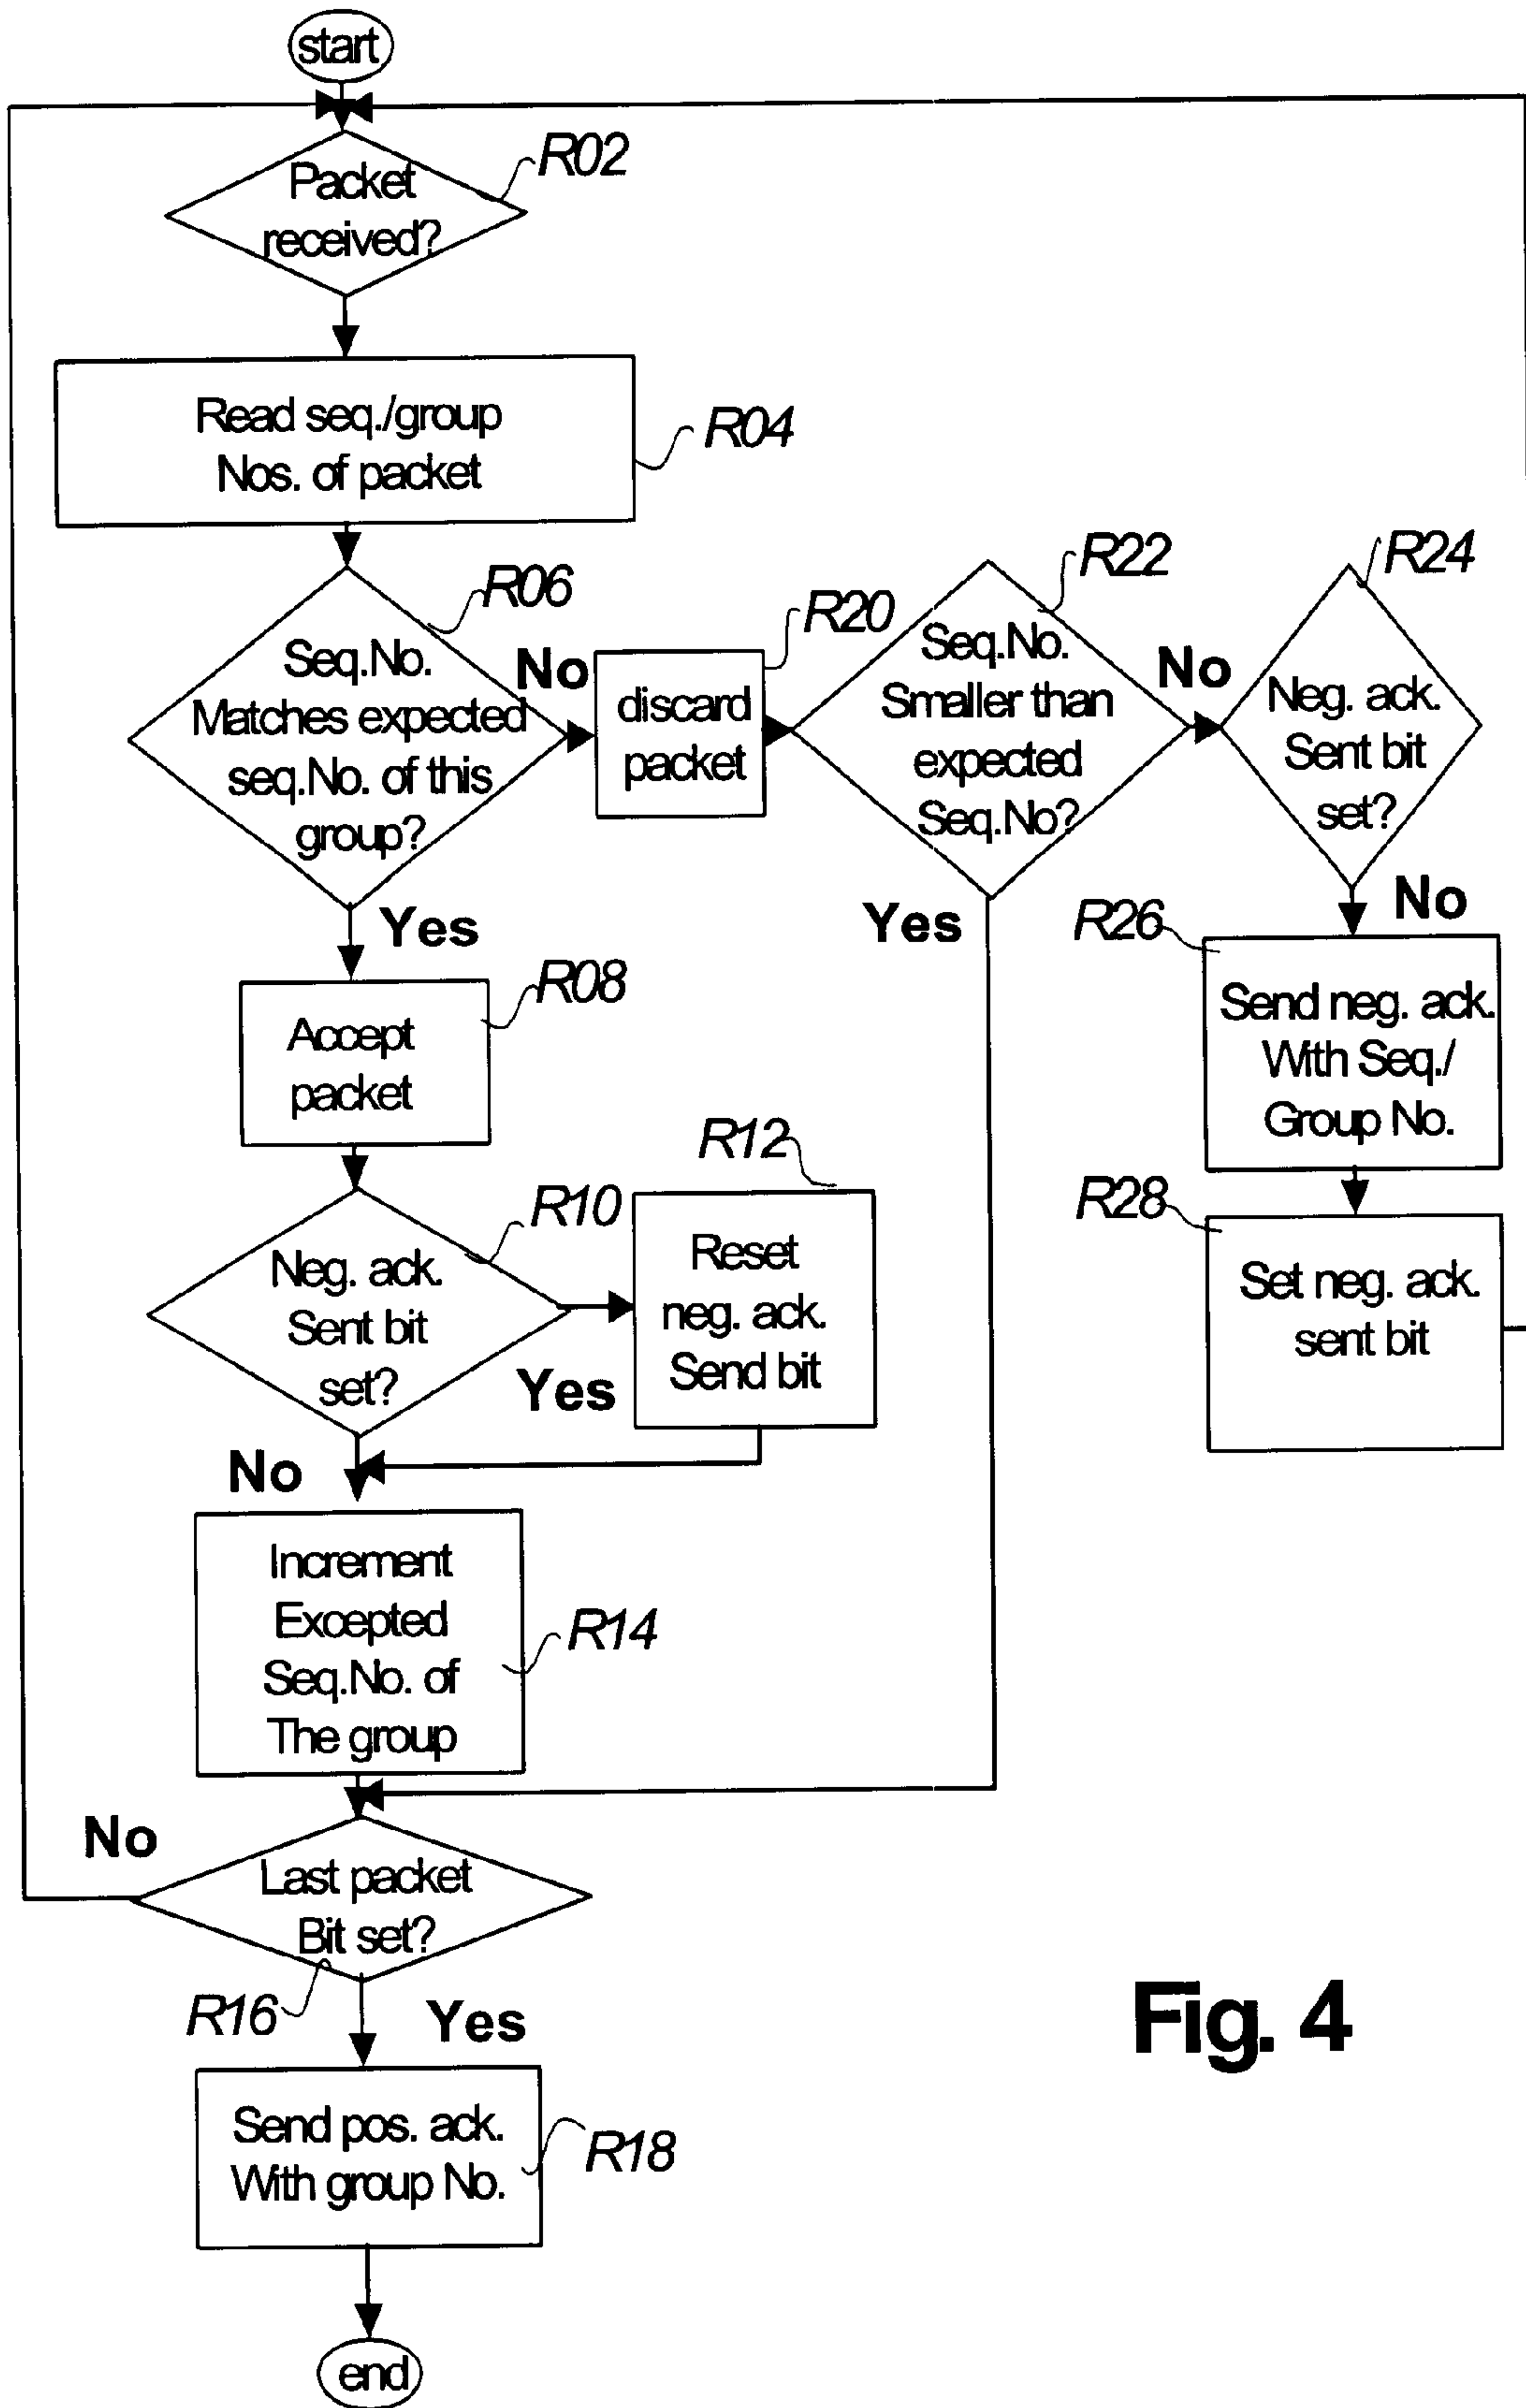 start
R02
Packet
received?
Read seq./group
Nos. of packet
R04
R06
Seq.No.
Matches expected
seq.No. of this
group?
No
R20
discard
packet
R22
Seq.No.
Smaller than
expected
Seq.No?
No
Yes
R24
Neg. ack.
Sent bit
set?
No
R26
Send neg. ack.
With Seq./
Group No.
R28
Set neg. ack.
sent bit
Yes
R08
Accept
packet
R10
Neg. ack.
Sent bit
set?
Yes
R12
Reset
neg. ack.
Send bit
No
Increment
Excepted
Seq.No. of
The group
R14
No
Last packet
Bit set?
R16
Yes
Send pos. ack.
With group No.
R18
end
Fig. 4